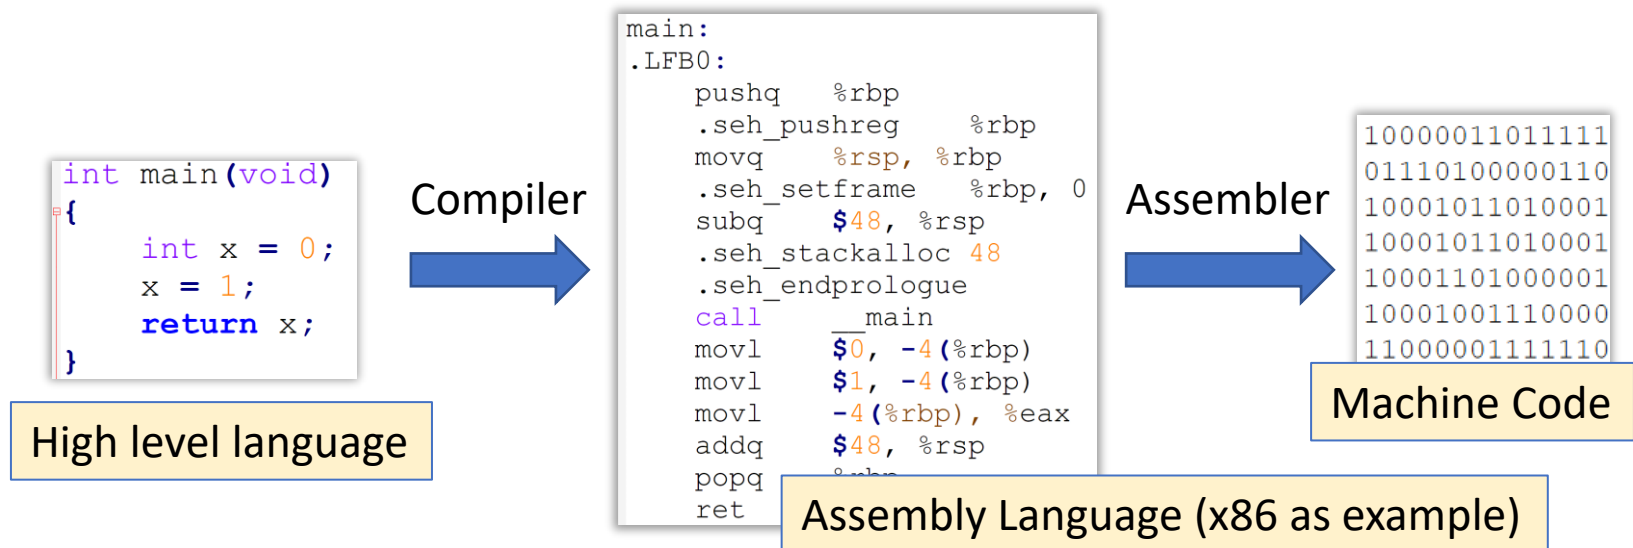 int main(void)
{
int x = 0;
x = 1;
return x;
}
High level language
Compiler
main:
.LFB0:
pushq %rbp
.seh_pushreg %rbp
movq %rsp, %rbp
.seh_setframe %rbp, 0
subq $48, %rsp
.seh_stackalloc 48
.seh_endprologue
call __main
movl $0, -4(%rbp)
movl $1, -4(%rbp)
movl -4(%rbp), %eax
addq $48, %rsp
popq
ret
Assembly Language (x86 as example)
Assembler
10000011011111
01110100000110
10001011010001
10001011010001
10001101000001
10001001110000
11000001111110
Machine Code